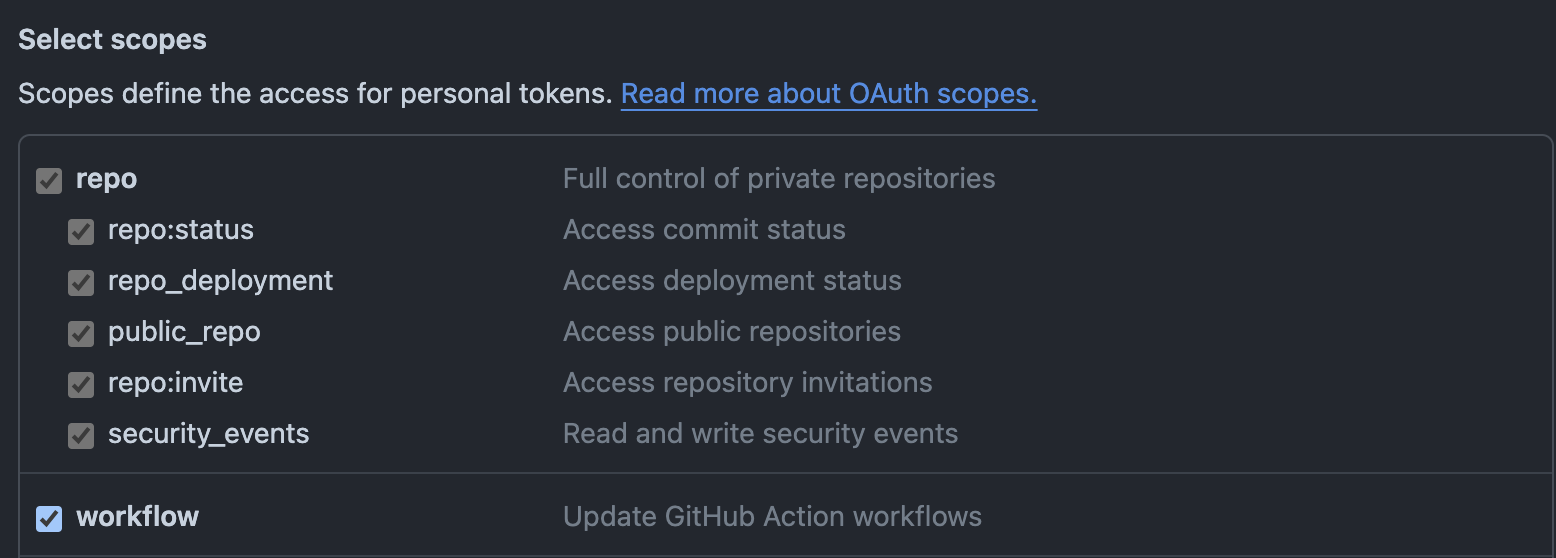 Select scopes
Scopes define the access for personal tokens. Read more about OAuth scopes.
repo Full control of private repositories
repo:status Access commit status
repo_deployment Access deployment status
public_repo Access public repositories
repo:invite Access repository invitations
security_events Read and write security events
workflow Update GitHub Action workflows